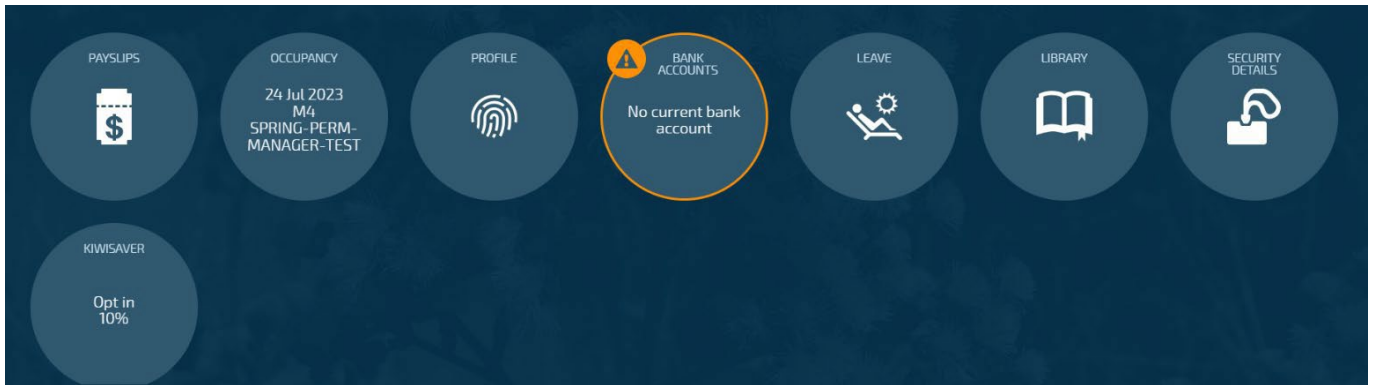 PAYSLIPS
$
OCCUPANCY
24 Jul 2023
M4
SPRING-PERM-
MANAGER-TEST
PROFILE
BANK
ACCOUNTS
No current bank
account
LEAVE
LIBRARY
SECURITY
DETAILS
KIWISAVER
Opt in
10%